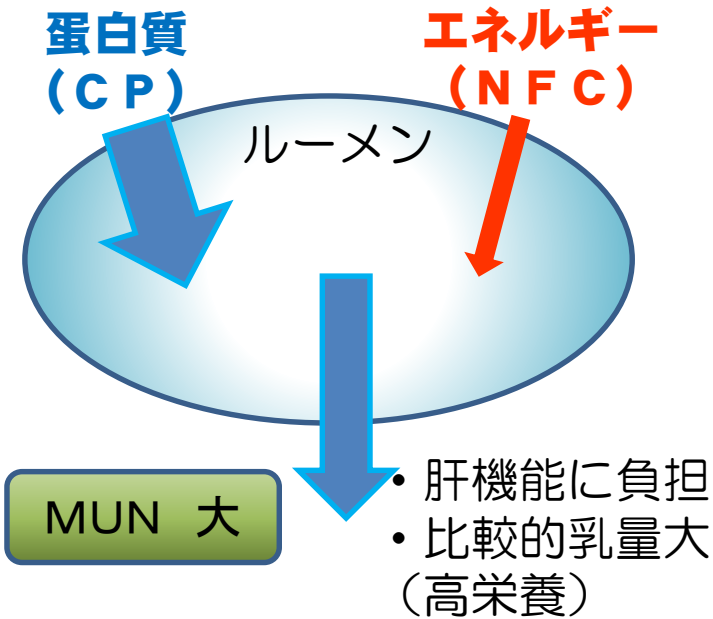 蛋白質
(ＣＰ)
エネルギー
(ＮＦＣ)
ルーメン
MUN 大
・肝機能に負担
・比較的乳量大
（高栄養）